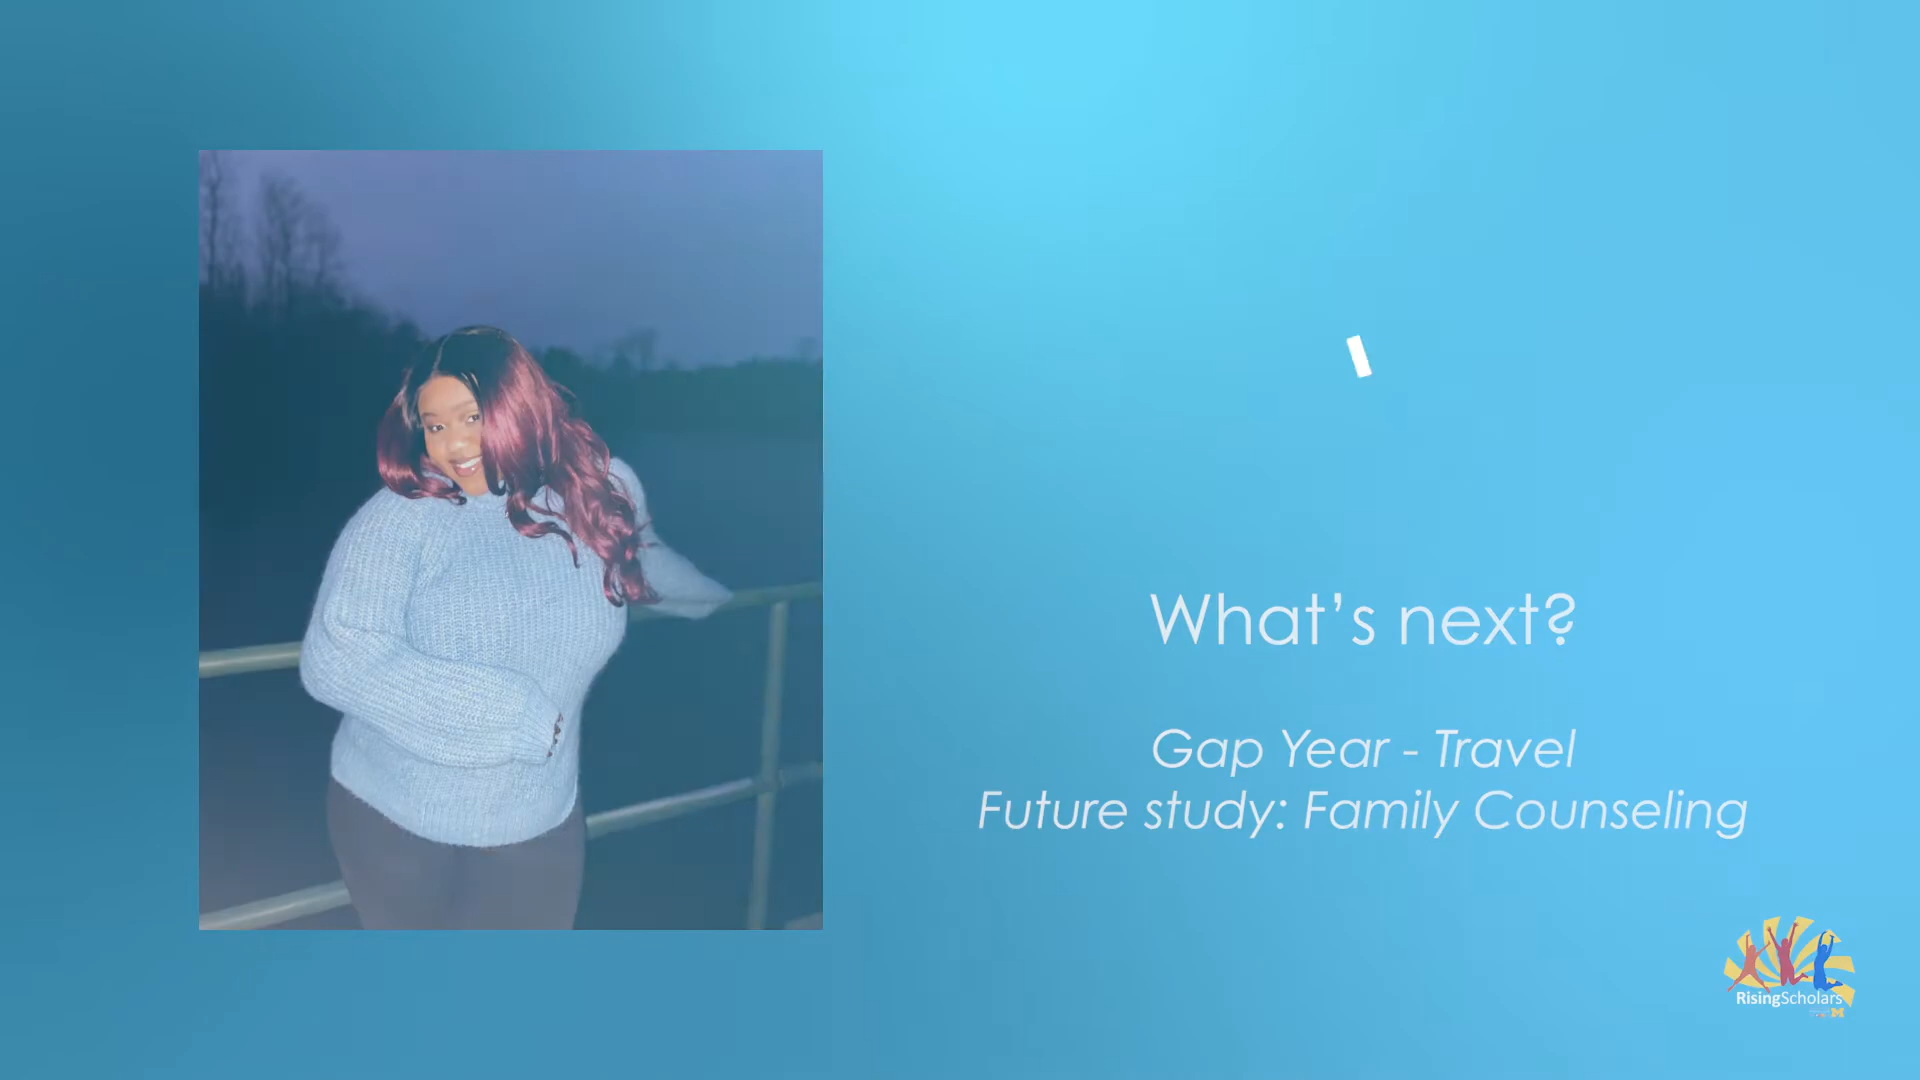 What's next?
Gap Year - Travel
Future study: Family Counseling
RisingScholars
M